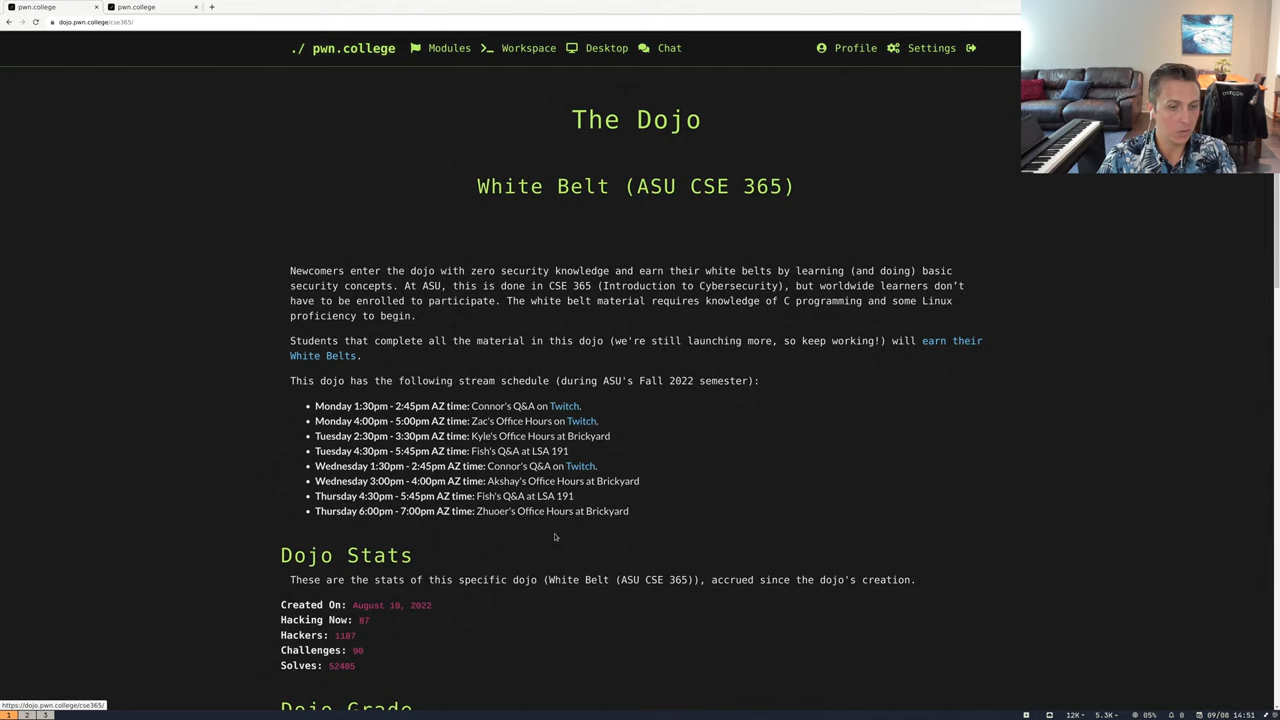 pwn.college
pwn.college
dojo.pwn.college/cse365/
./ pwn.college Modules Workspace Desktop Chat Profile Settings
The Dojo
White Belt (ASU CSE 365)
Newcomers enter the dojo with zero security knowledge and earn their white belts by learning (and doing) basic
security concepts. At ASU, this is done in CSE 365 (Introduction to Cybersecurity), but worldwide learners don’t
have to be enrolled to participate. The white belt material requires knowledge of C programming and some Linux
proficiency to begin.
Students that complete all the material in this dojo (we're still launching more, so keep working!) will earn their
White Belts.
This dojo has the following stream schedule (during ASU's Fall 2022 semester):
• Monday 1:30pm - 2:45pm AZ time: Connor's Q&A on Twitch.
• Monday 4:00pm - 5:00pm AZ time: Zac's Office Hours on Twitch.
• Tuesday 2:30pm - 3:30pm AZ time: Kyle's Office Hours at Brickyard
• Tuesday 4:30pm - 5:45pm AZ time: Fish's Q&A at LSA 191
• Wednesday 1:30pm - 2:45pm AZ time: Connor's Q&A on Twitch.
• Wednesday 3:00pm - 4:00pm AZ time: Akshay's Office Hours at Brickyard
• Thursday 4:30pm - 5:45pm AZ time: Fish's Q&A at LSA 191
• Thursday 6:00pm - 7:00pm AZ time: Zhuoer's Office Hours at Brickyard
Dojo Stats
These are the stats of this specific dojo (White Belt (ASU CSE 365)), accrued since the dojo's creation.
Created On: August 10, 2022
Hacking Now: 87
Hackers: 1187
Challenges: 90
Solves: 52485
Dojo Grade
https://dojo.pwn.college/cse365/
1 2 3 12K 5.3K 05% 0 09/08 14:51